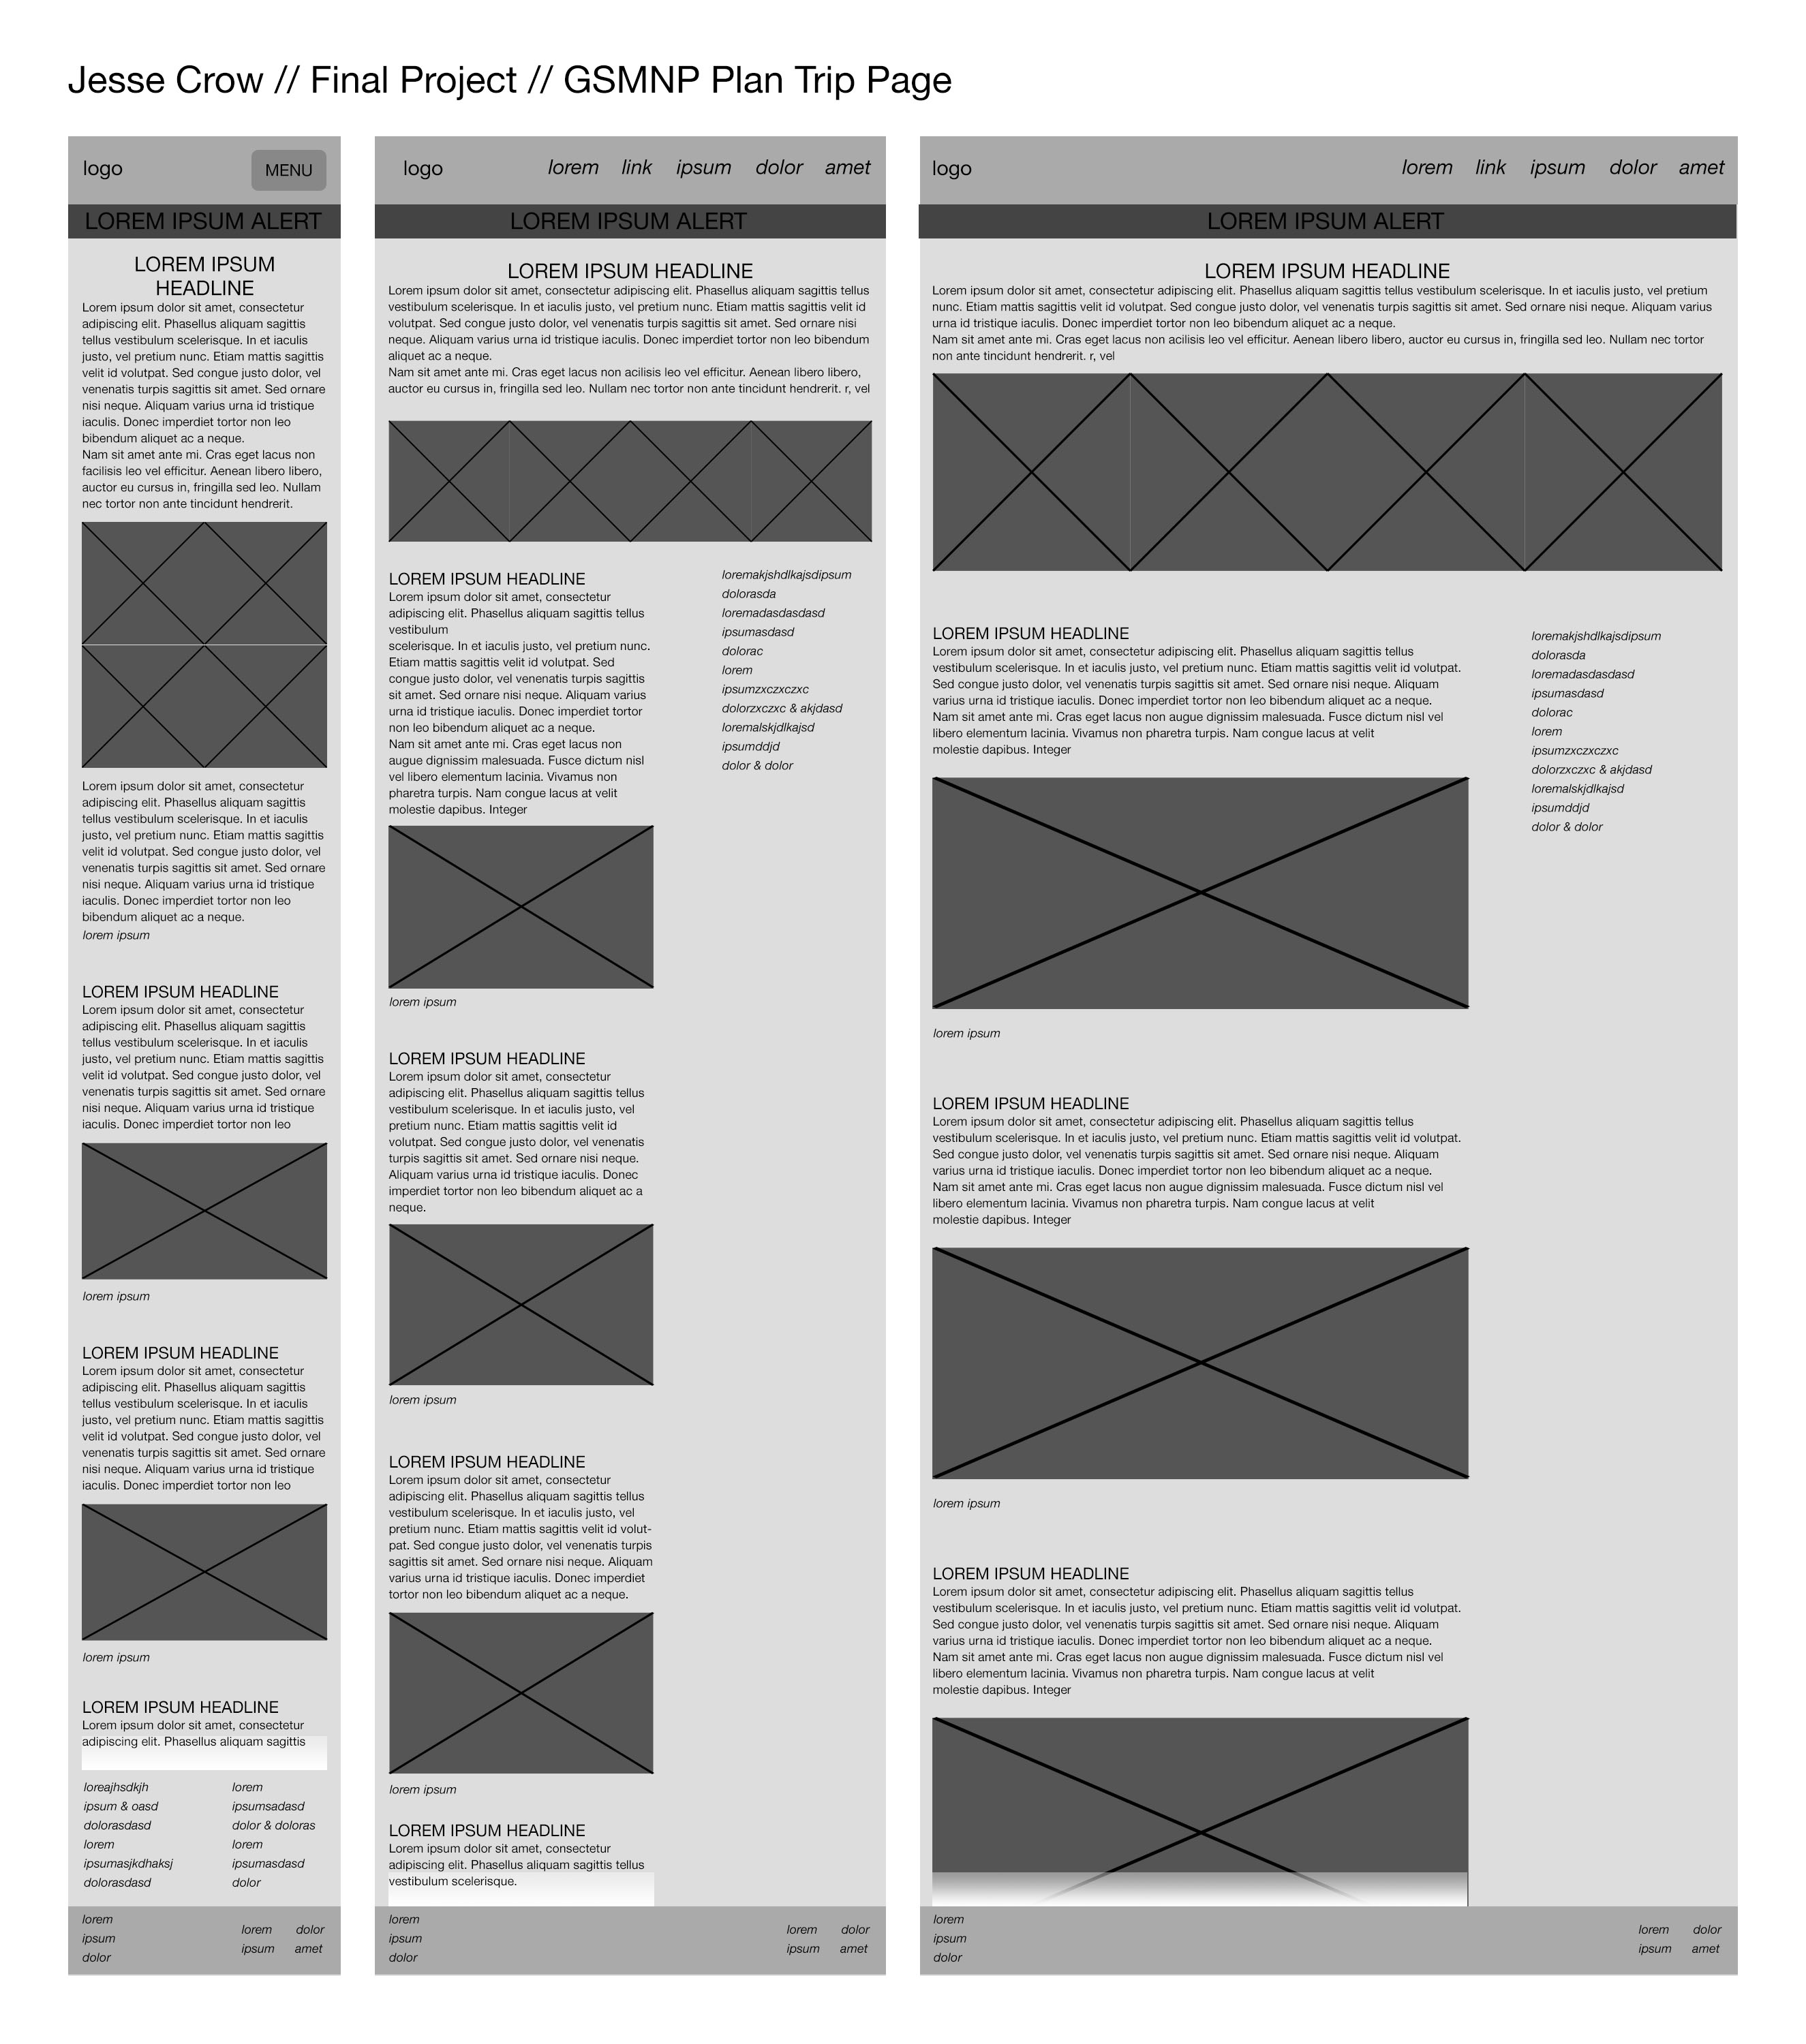 Jesse Crow // Final Project // GSMNP Plan Trip Page
logo
MENU
LOREM IPSUM ALERT
LOREM IPSUM
HEADLINE
Lorem ipsum dolor sit amet, consectetur
adipiscing elit. Phasellus aliquam sagittis
tellus vestibulum scelerisque. In et iaculis
justo, vel pretium nunc. Etiam mattis sagittis
velit id volutpat. Sed congue justo dolor, vel
venenatis turpis sagittis sit amet. Sed ornare
nisi neque. Aliquam varius urna id tristique
iaculis. Donec imperdiet tortor non leo
bibendum aliquet ac a neque.
Nam sit amet ante mi. Cras eget lacus non
facilisis leo vel efficitur. Aenean libero libero,
auctor eu cursus in, fringilla sed leo. Nullam
nec tortor non ante tincidunt hendrerit.
Lorem ipsum dolor sit amet, consectetur
adipiscing elit. Phasellus aliquam sagittis
tellus vestibulum scelerisque. In et iaculis
justo, vel pretium nunc. Etiam mattis sagittis
velit id volutpat. Sed congue justo dolor, vel
venenatis turpis sagittis sit amet. Sed ornare
nisi neque. Aliquam varius urna id tristique
iaculis. Donec imperdiet tortor non leo
bibendum aliquet ac a neque.
lorem ipsum
LOREM IPSUM HEADLINE
Lorem ipsum dolor sit amet, consectetur
adipiscing elit. Phasellus aliquam sagittis
tellus vestibulum scelerisque. In et iaculis
justo, vel pretium nunc. Etiam mattis sagittis
velit id volutpat. Sed congue justo dolor, vel
venenatis turpis sagittis sit amet. Sed ornare
nisi neque. Aliquam varius urna id tristique
iaculis. Donec imperdiet tortor non leo
lorem ipsum
LOREM IPSUM HEADLINE
Lorem ipsum dolor sit amet, consectetur
adipiscing elit. Phasellus aliquam sagittis
tellus vestibulum scelerisque. In et iaculis
justo, vel pretium nunc. Etiam mattis sagittis
velit id volutpat. Sed congue justo dolor, vel
venenatis turpis sagittis sit amet. Sed ornare
nisi neque. Aliquam varius urna id tristique
iaculis. Donec imperdiet tortor non leo
lorem ipsum
LOREM IPSUM HEADLINE
Lorem ipsum dolor sit amet, consectetur
adipiscing elit. Phasellus aliquam sagittis
loreajhsdkjh
ipsum & oasd
dolorasdasd
lorem
ipsumasjkdhaksj
dolorasdasd
lorem
ipsumsadasd
dolor & doloras
lorem
ipsumasdasd
dolor
lorem
ipsum
dolor
lorem dolor
ipsum amet
logo
lorem link ipsum dolor amet
LOREM IPSUM ALERT
LOREM IPSUM HEADLINE
Lorem ipsum dolor sit amet, consectetur adipiscing elit. Phasellus aliquam sagittis tellus
vestibulum scelerisque. In et iaculis justo, vel pretium nunc. Etiam mattis sagittis velit id
volutpat. Sed congue justo dolor, vel venenatis turpis sagittis sit amet. Sed ornare nisi
neque. Aliquam varius urna id tristique iaculis. Donec imperdiet tortor non leo bibendum
aliquet ac a neque.
Nam sit amet ante mi. Cras eget lacus non acilisis leo vel efficitur. Aenean libero libero,
auctor eu cursus in, fringilla sed leo. Nullam nec tortor non ante tincidunt hendrerit. r, vel
LOREM IPSUM HEADLINE
Lorem ipsum dolor sit amet, consectetur
adipiscing elit. Phasellus aliquam sagittis tellus
vestibulum
scelerisque. In et iaculis justo, vel pretium nunc.
Etiam mattis sagittis velit id volutpat. Sed
congue justo dolor, vel venenatis turpis sagittis
sit amet. Sed ornare nisi neque. Aliquam varius
urna id tristique iaculis. Donec imperdiet tortor
non leo bibendum aliquet ac a neque.
Nam sit amet ante mi. Cras eget lacus non
augue dignissim malesuada. Fusce dictum nisl
vel libero elementum lacinia. Vivamus non
pharetra turpis. Nam congue lacus at velit
molestie dapibus. Integer
lorem ipsum
LOREM IPSUM HEADLINE
Lorem ipsum dolor sit amet, consectetur
adipiscing elit. Phasellus aliquam sagittis tellus
vestibulum scelerisque. In et iaculis justo, vel
pretium nunc. Etiam mattis sagittis velit id
volutpat. Sed congue justo dolor, vel venenatis
turpis sagittis sit amet. Sed ornare nisi neque.
Aliquam varius urna id tristique iaculis. Donec
imperdiet tortor non leo bibendum aliquet ac a
neque.
lorem ipsum
LOREM IPSUM HEADLINE
Lorem ipsum dolor sit amet, consectetur
adipiscing elit. Phasellus aliquam sagittis tellus
vestibulum scelerisque. In et iaculis justo, vel
pretium nunc. Etiam mattis sagittis velit id volut-
pat. Sed congue justo dolor, vel venenatis turpis
sagittis sit amet. Sed ornare nisi neque. Aliquam
varius urna id tristique iaculis. Donec imperdiet
tortor non leo bibendum aliquet ac a neque.
lorem ipsum
LOREM IPSUM HEADLINE
Lorem ipsum dolor sit amet, consectetur
adipiscing elit. Phasellus aliquam sagittis tellus
vestibulum scelerisque.
loremakjshdlkajsdipsum
dolorasda
loremadasdasdasd
ipsumasdasd
dolorac
lorem
ipsumzxczxczxc
dolorzxczxc & akjdasd
loremalskjdlkajsd
ipsumddjd
dolor & dolor
lorem
ipsum
dolor
lorem dolor
ipsum amet
logo
lorem link ipsum dolor amet
LOREM IPSUM ALERT
LOREM IPSUM HEADLINE
Lorem ipsum dolor sit amet, consectetur adipiscing elit. Phasellus aliquam sagittis tellus vestibulum scelerisque. In et iaculis justo, vel pretium
nunc. Etiam mattis sagittis velit id volutpat. Sed congue justo dolor, vel venenatis turpis sagittis sit amet. Sed ornare nisi neque. Aliquam varius
urna id tristique iaculis. Donec imperdiet tortor non leo bibendum aliquet ac a neque.
Nam sit amet ante mi. Cras eget lacus non acilisis leo vel efficitur. Aenean libero libero, auctor eu cursus in, fringilla sed leo. Nullam nec tortor
non ante tincidunt hendrerit. r, vel
LOREM IPSUM HEADLINE
Lorem ipsum dolor sit amet, consectetur adipiscing elit. Phasellus aliquam sagittis tellus
vestibulum scelerisque. In et iaculis justo, vel pretium nunc. Etiam mattis sagittis velit id volutpat.
Sed congue justo dolor, vel venenatis turpis sagittis sit amet. Sed ornare nisi neque. Aliquam
varius urna id tristique iaculis. Donec imperdiet tortor non leo bibendum aliquet ac a neque.
Nam sit amet ante mi. Cras eget lacus non augue dignissim malesuada. Fusce dictum nisl vel
libero elementum lacinia. Vivamus non pharetra turpis. Nam congue lacus at velit
molestie dapibus. Integer
lorem ipsum
LOREM IPSUM HEADLINE
Lorem ipsum dolor sit amet, consectetur adipiscing elit. Phasellus aliquam sagittis tellus
vestibulum scelerisque. In et iaculis justo, vel pretium nunc. Etiam mattis sagittis velit id volutpat.
Sed congue justo dolor, vel venenatis turpis sagittis sit amet. Sed ornare nisi neque. Aliquam
varius urna id tristique iaculis. Donec imperdiet tortor non leo bibendum aliquet ac a neque.
Nam sit amet ante mi. Cras eget lacus non augue dignissim malesuada. Fusce dictum nisl vel
libero elementum lacinia. Vivamus non pharetra turpis. Nam congue lacus at velit
molestie dapibus. Integer
lorem ipsum
LOREM IPSUM HEADLINE
Lorem ipsum dolor sit amet, consectetur adipiscing elit. Phasellus aliquam sagittis tellus
vestibulum scelerisque. In et iaculis justo, vel pretium nunc. Etiam mattis sagittis velit id volutpat.
Sed congue justo dolor, vel venenatis turpis sagittis sit amet. Sed ornare nisi neque. Aliquam
varius urna id tristique iaculis. Donec imperdiet tortor non leo bibendum aliquet ac a neque.
Nam sit amet ante mi. Cras eget lacus non augue dignissim malesuada. Fusce dictum nisl vel
libero elementum lacinia. Vivamus non pharetra turpis. Nam congue lacus at velit
molestie dapibus. Integer
loremakjshdlkajsdipsum
dolorasda
loremadasdasdasd
ipsumasdasd
dolorac
lorem
ipsumzxczxczxc
dolorzxczxc & akjdasd
loremalskjdlkajsd
ipsumddjd
dolor & dolor
lorem
ipsum
dolor
lorem dolor
ipsum amet